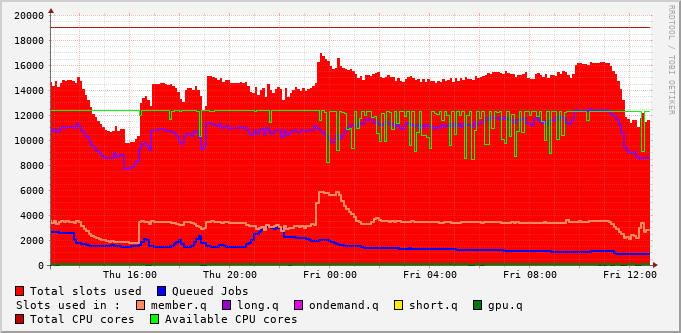 20000
18000
16000
14000
12000
10000
8000
6000
4000
2000
0
Thu 16:00 Thu 20:00 Fri 00:00 Fri 04:00 Fri 08:00 Fri 12:00
Total slots used Queued Jobs
Slots used in : member.q long.q ondemand.q short.q gpu.q
Total CPU cores Available CPU cores
RRDTOOL / TOBI OETIKER